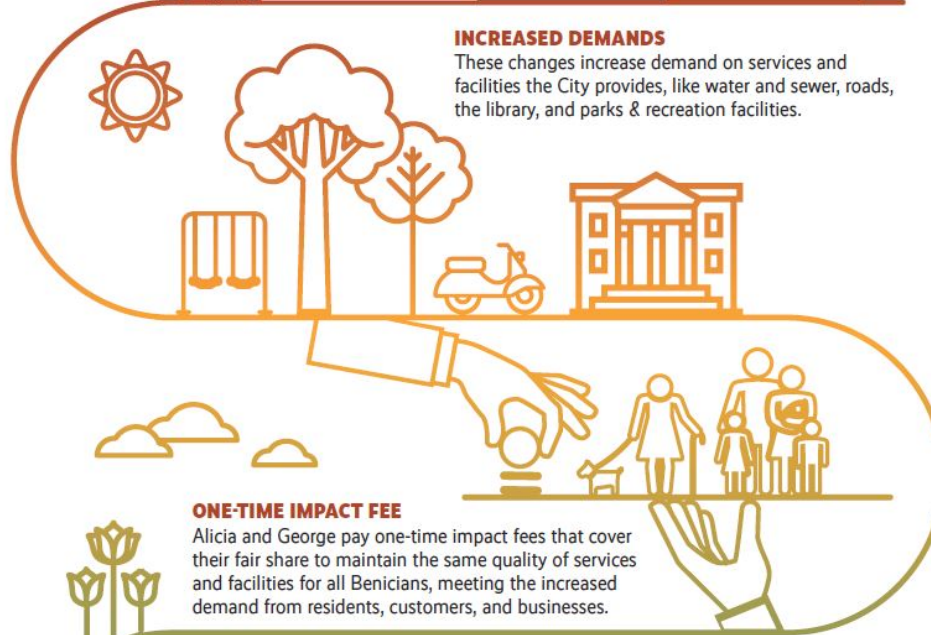 INCREASED DEMANDS
These changes increase demand on services and
facilities the City provides, like water and sewer, roads,
the library, and parks & recreation facilities.
ONE-TIME IMPACT FEE
Alicia and George pay one-time impact fees that cover
their fair share to maintain the same quality of services
and facilities for all Benicians, meeting the increased
demand from residents, customers, and businesses.